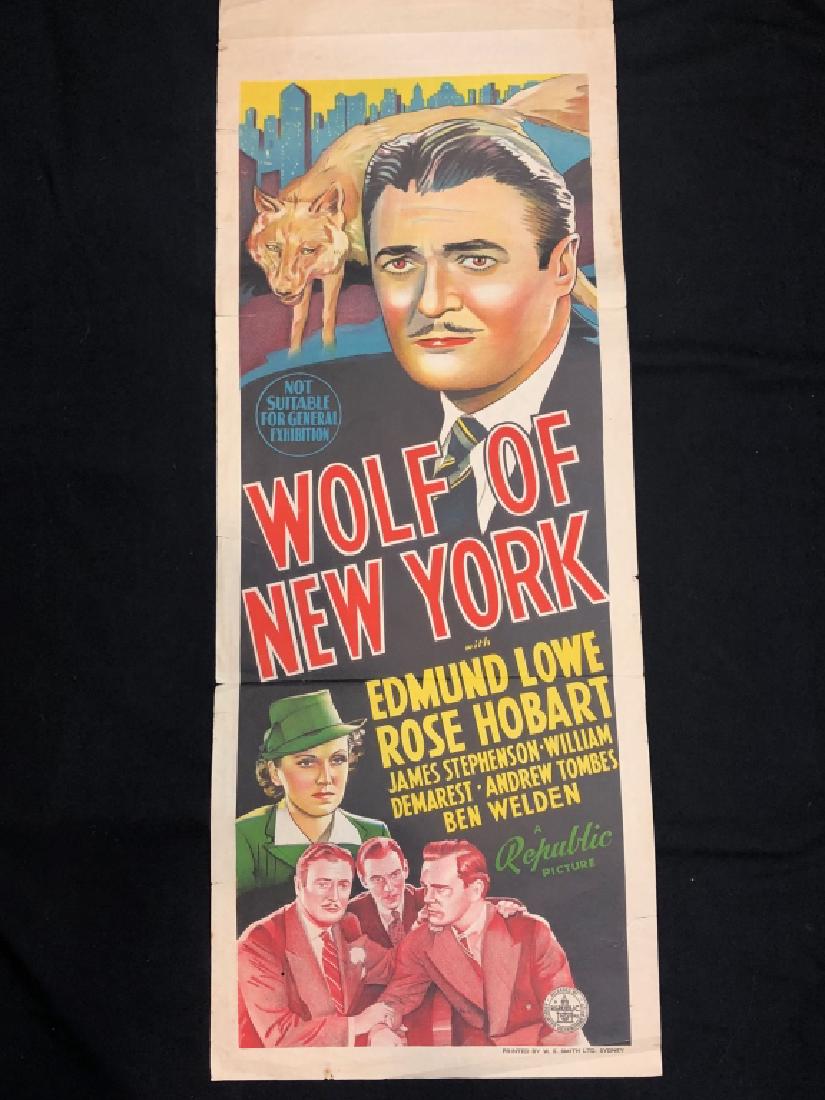 NOT
SUITABLE
FOR GENERAL
EXHIBITION
WOLF OF
NEW YORK
with
EDMUND LOWE
ROSE HOBART
JAMES STEPHENSON · WILLIAM
DEMAREST · ANDREW TOMBES
BEN WELDEN
A
Republic
PICTURE
REPUBLIC
PRINTED BY W. E. SMITH LTD. SYDNEY